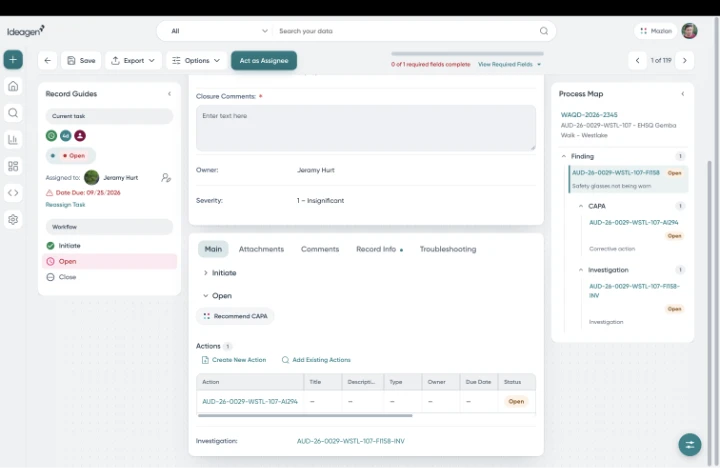 Ideagen
All
Search your data
Mazlan
Save
Export
Options
Act as Assignee
0 of 1 required fields complete
View Required Fields
1 of 119
Record Guides
Current task
4d
Open
Assigned to:
Jeramy Hurt
Date Due: 09/25/2026
Reassign Task
Workflow
Initiate
Open
Close
Closure Comments: *
Enter text here
Owner:
Jeramy Hurt
Severity:
1 – Insignificant
Main
Attachments
Comments
Record Info
Troubleshooting
Initiate
Open
Recommend CAPA
Actions 1
Create New Action
Add Existing Actions
Action
Title
Descripti...
Type
Owner
Due Date
Status
AUD-26-0029-WSTL-107-AI294
–
–
–
–
–
Open
Investigation:
AUD-26-0029-WSTL-107-FI158-INV
Process Map
WAQD-2026-2345
AUD-26-0029-WSTL-107 - EHSQ Gemba
Walk - Westlake
Finding
1
AUD-26-0029-WSTL-107-FI158
Open
Safety glasses not being worn
CAPA
1
AUD-26-0029-WSTL-107-AI294
Open
Corrective action
Investigation
1
AUD-26-0029-WSTL-107-FI158-
INV
Open
Investigation